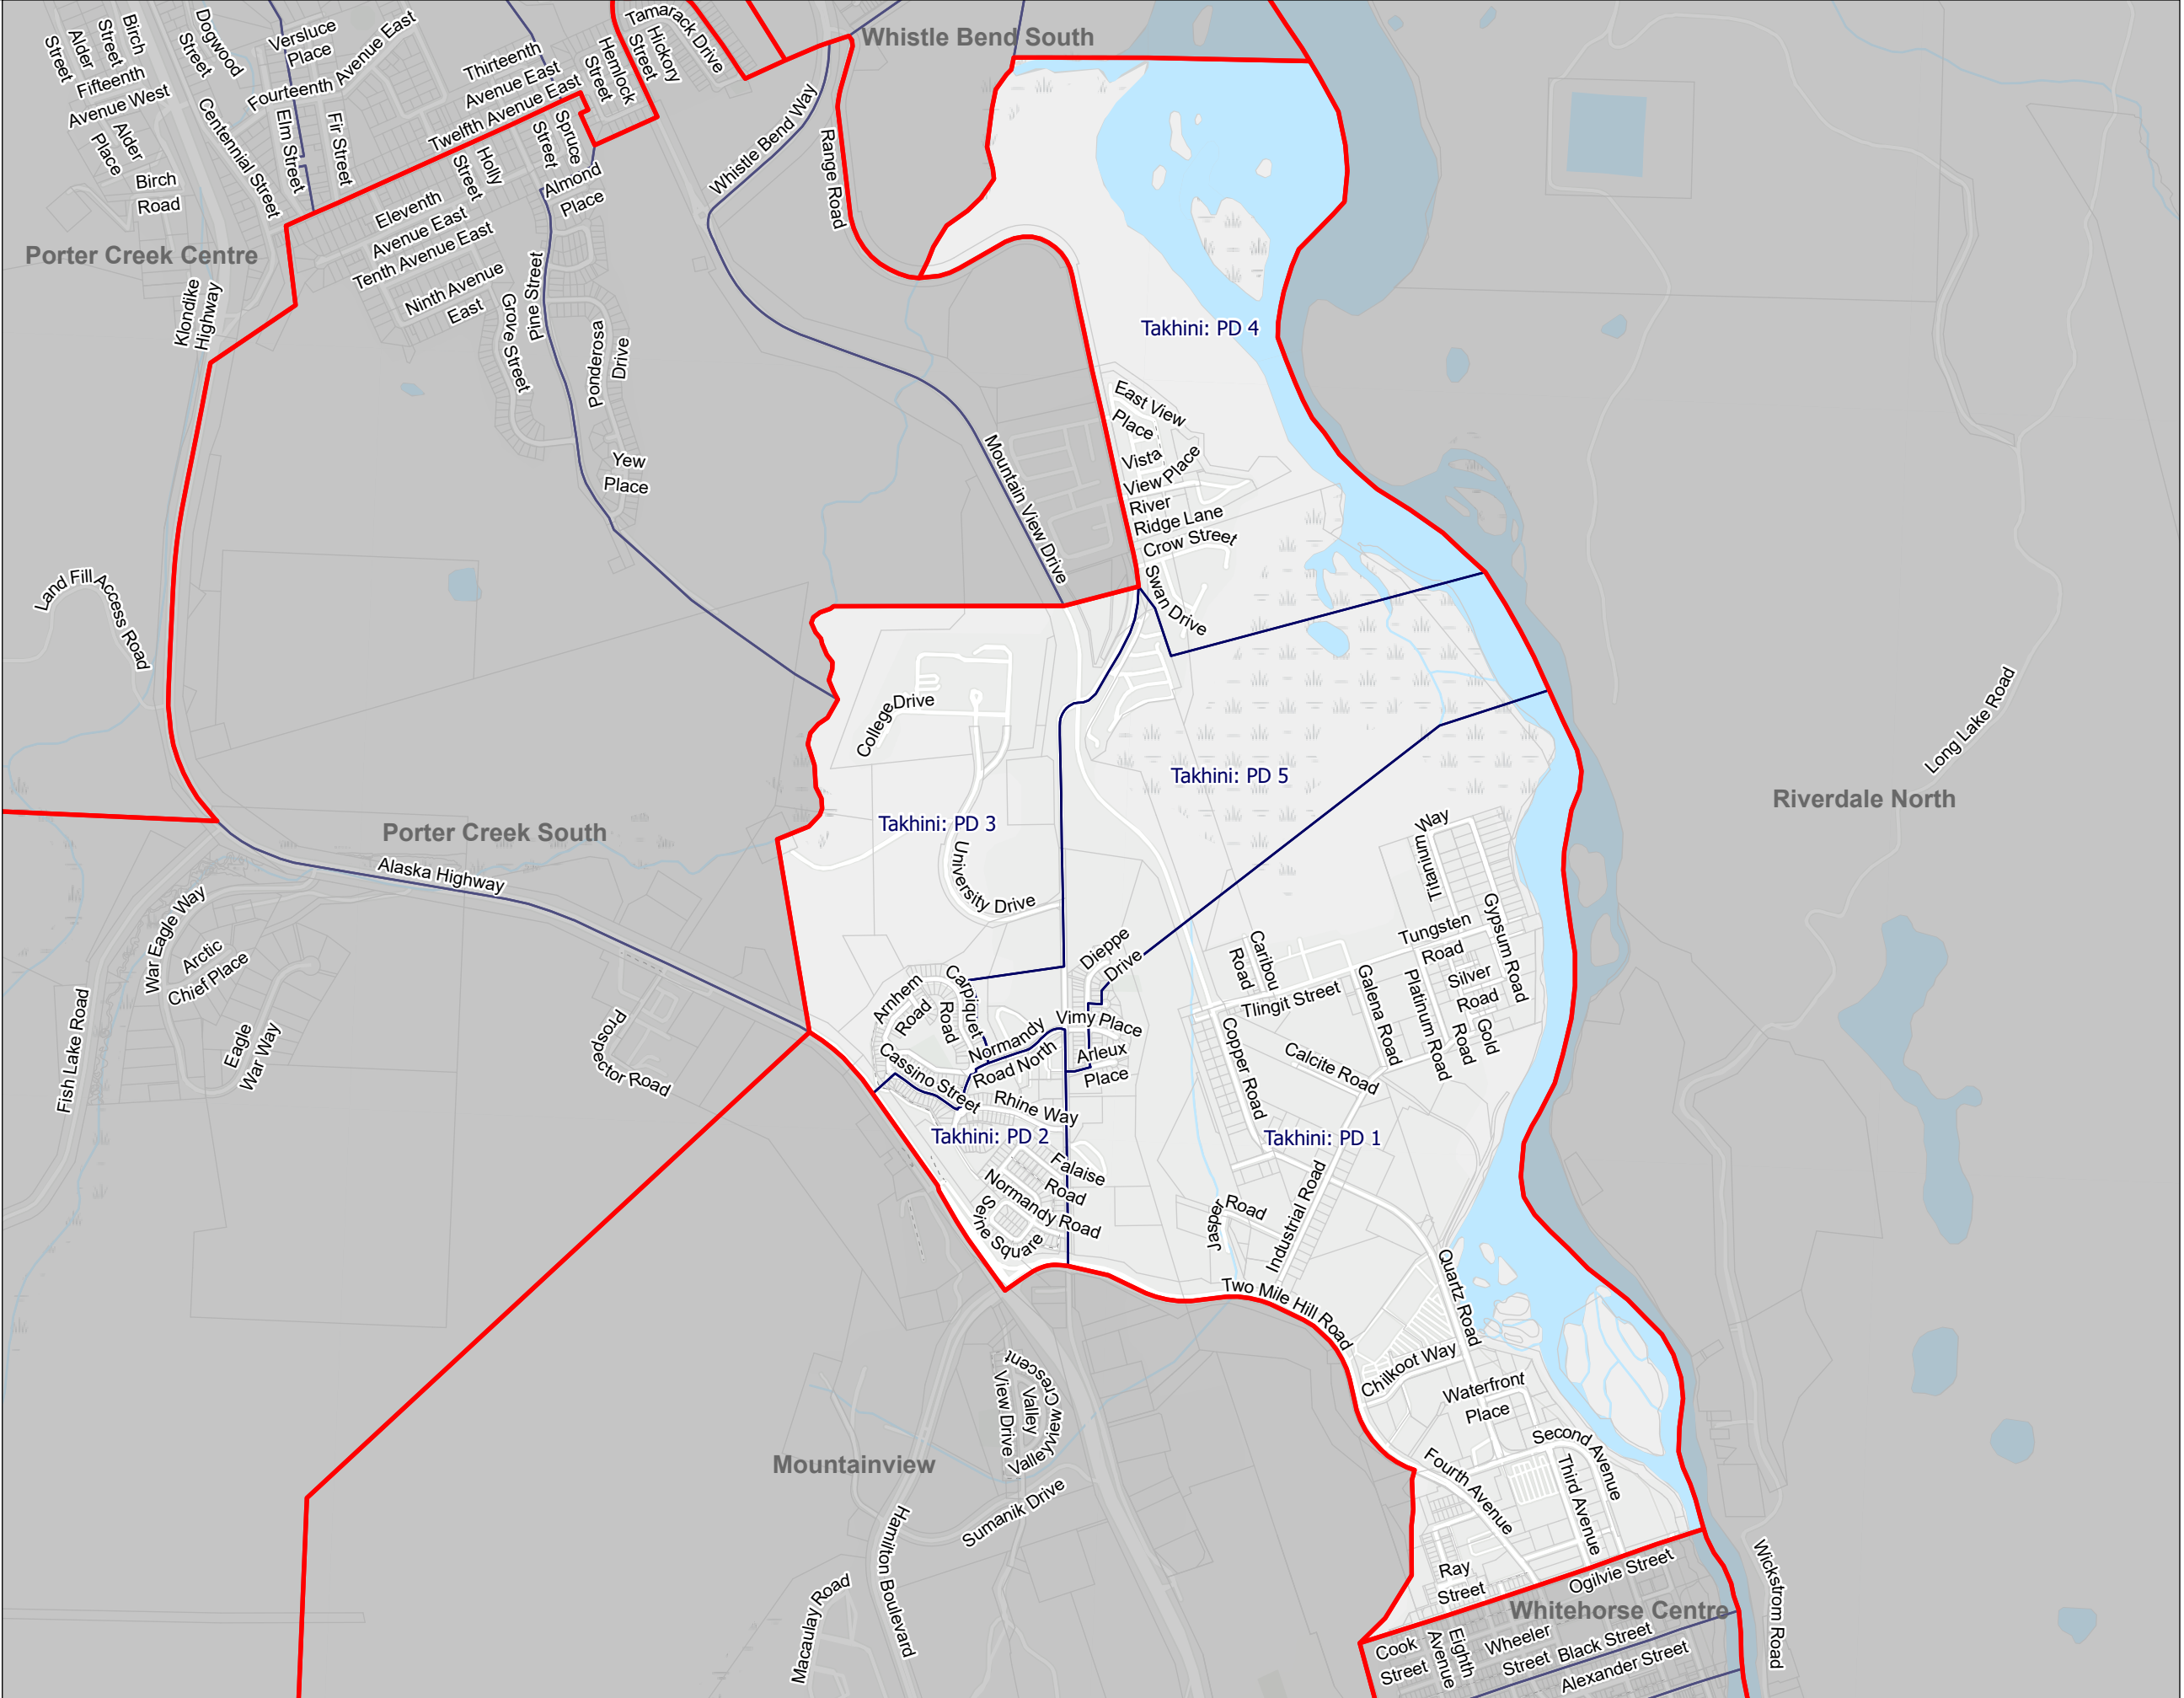 Birch
Street
Alder
Street
Dogwood
Street
Versluce
Place
Fourteenth Avenue East
Fifteenth
Avenue West
Alder
Place
Birch
Road
Centennial Street
Elm Street
Fir Street
Thirteenth
Avenue East
Twelfth Avenue East
Hemlock
Street
Hickory
Street
Tamarack Drive
Whistle Bend South
Whistle Bend Way
Range Road
Spruce
Street
Holly
Street
Almond
Place
Eleventh
Avenue East
Tenth Avenue East
Ninth Avenue
East
Porter Creek Centre
Klondike
Highway
Grove Street
Pine Street
Ponderosa
Drive
Yew
Place
Takhini: PD 4
East View
Place
Vista
View Place
River
Ridge Lane
Crow Street
Swan Drive
Mountain View Drive
Land Fill Access Road
College Drive
Long Lake Road
Takhini: PD 5
Riverdale North
Takhini: PD 3
Porter Creek South
Alaska Highway
University Drive
Titanium Way
Gypsum Road
Tungsten
Road
Silver
Road
Gold
Road
Platinum Road
Galena Road
Caribou
Road
Tlingit Street
Copper Road
Calcite Road
War Eagle Way
Arctic
Chief Place
Eagle
War Way
Fish Lake Road
Prospector Road
Dieppe
Drive
Arnhem
Road
Carpiquet
Road
Normandy
Road North
Vimy Place
Arleux
Place
Cassino Street
Rhine Way
Takhini: PD 2
Takhini: PD 1
Falaise
Road
Normandy Road
Seine Square
Jasper Road
Industrial Road
Two Mile Hill Road
Quartz Road
Chilkoot Way
Waterfront
Place
Second Avenue
Third Avenue
Fourth Avenue
Valleyview Crescent
Valley
View Drive
Mountainview
Sumanik Drive
Hamilton Boulevard
Macaulay Road
Ray
Street
Ogilvie Street
Whitehorse Centre
Wickstrom Road
Cook
Street
Eighth
Avenue
Wheeler
Street
Black Street
Alexander Street